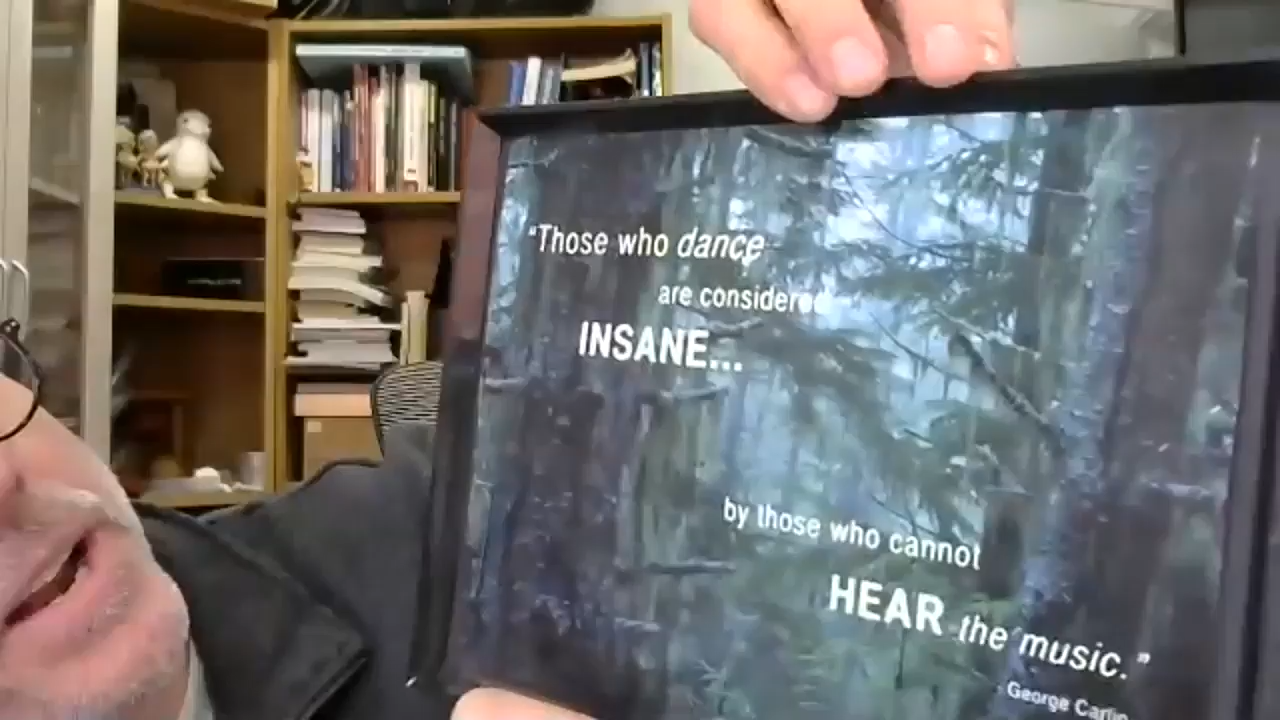 “Those who dance
are considered
INSANE...
by those who cannot
HEAR the music.”
George Carlin